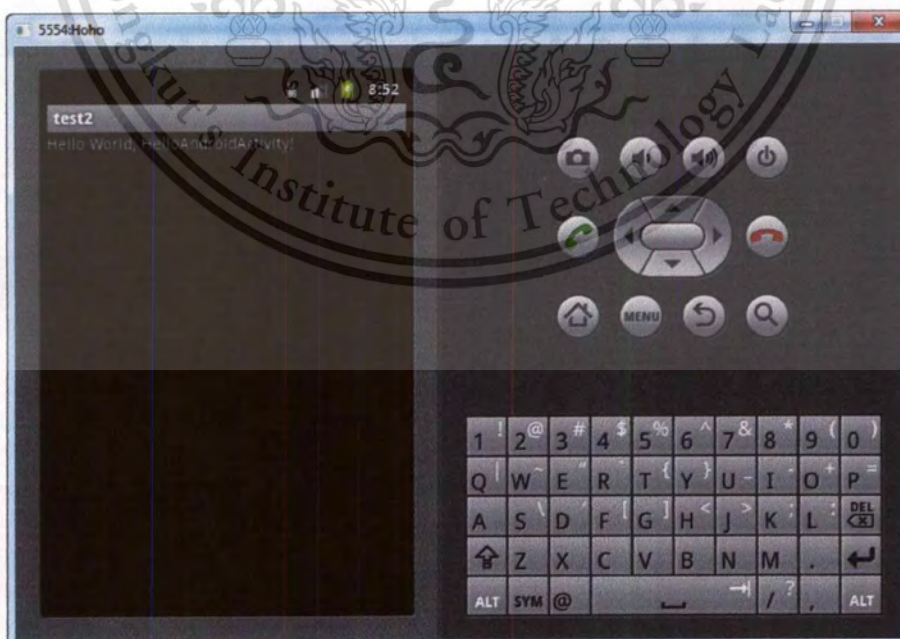 5554:Hoho
8:52
test2
Hello World, HelloAndroidActivity!
Institute of Technology
MENU
1 ! 2 @ 3 # 4 $ 5 % 6 ^ 7 & 8 * 9 ( 0 )
Q | W ~ E " R ` T { Y } U _ I - O + P =
A S \ D ' F [ G ] H < J > K ; L : DEL
Z X C V B N M .
ALT SYM @ / ? , ALT